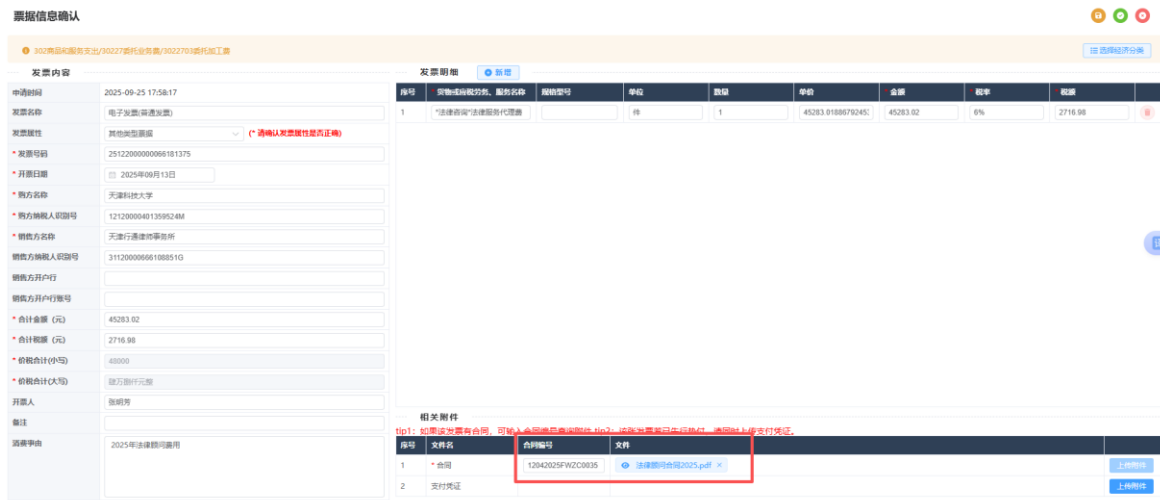 票据信息确认
302商品和服务支出/30227委托业务费/3022703委托加工费
选择经济分类
发票内容
申请时间 2025-09-25 17:58:17
发票名称 电子发票(普通发票)
发票属性 其他类型票据 (* 请确认发票属性是否正确)
* 发票号码 25122000000066181375
* 开票日期 2025年09月13日
* 购方名称 天津科技大学
* 购方纳税人识别号 12120000401359524M
* 销售方名称 天津行通律师事务所
销售方纳税人识别号 31120000666108851G
销售方开户行
销售方开户行账号
* 合计金额（元） 45283.02
* 合计税额（元） 2716.98
* 价税合计(小写) 48000
* 价税合计(大写) 肆万捌仟元整
开票人 张明芳
备注
消费事由 2025年法律顾问费用
发票明细 新增
序号 货物或应税劳务、服务名称 规格型号 单位 数量 单价 金额 税率 税额
1 *法律咨询*法律服务代理费 件 1 45283.0188679245: 45283.02 6% 2716.98
相关附件
tip1：如果该发票有合同，可输入合同编号查询附件 tip2：该张发票若已先行垫付，请同时上传支付凭证。
序号 文件名 合同编号 文件
1 * 合同 12042025FWZC0035 法律顾问合同2025.pdf × 上传附件
2 支付凭证 上传附件